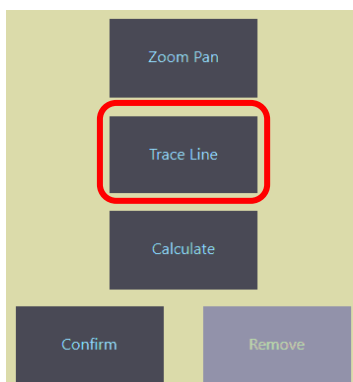 Zoom Pan
Trace Line
Calculate
Confirm
Remove